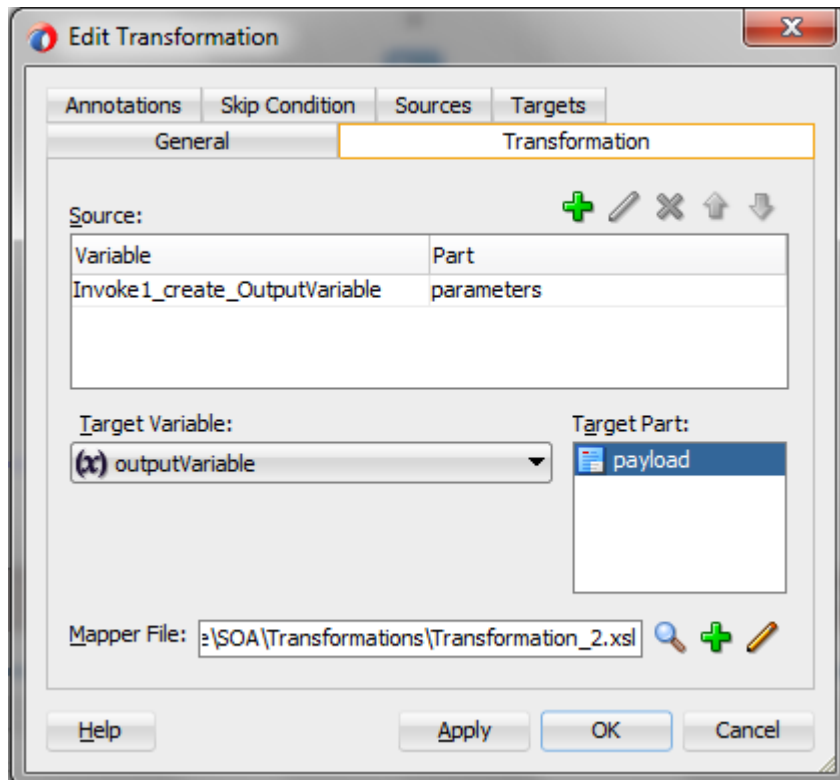 Edit Transformation
Annotations Skip Condition Sources Targets
General Transformation
Source:
Variable Part
Invoke1_create_OutputVariable parameters
Target Variable: Target Part:
(x) outputVariable payload
Mapper File: e\SOA\Transformations\Transformation_2.xsl
Help Apply OK Cancel